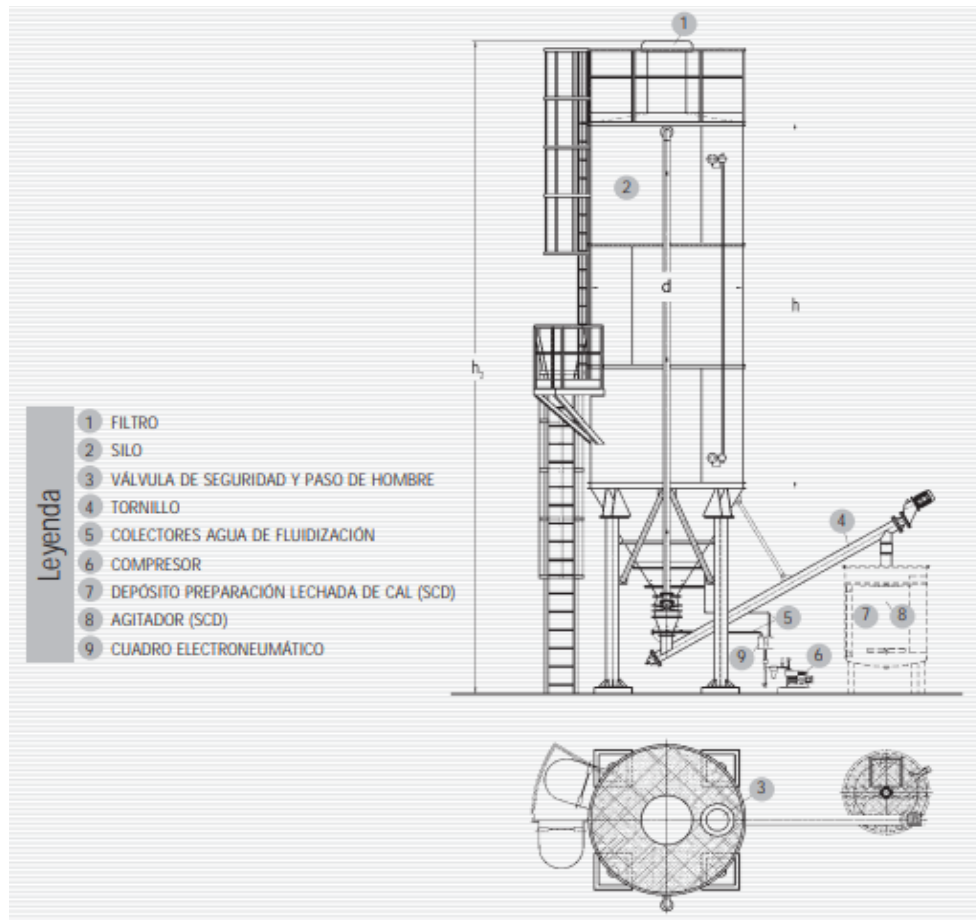 1
2
d
h
h2
4
7
8
5
9
6
3
Leyenda
1 FILTRO
2 SILO
3 VÁLVULA DE SEGURIDAD Y PASO DE HOMBRE
4 TORNILLO
5 COLECTORES AGUA DE FLUIDIZACIÓN
6 COMPRESOR
7 DEPÓSITO PREPARACIÓN LECHADA DE CAL (SCD)
8 AGITADOR (SCD)
9 CUADRO ELECTRONEUMÁTICO